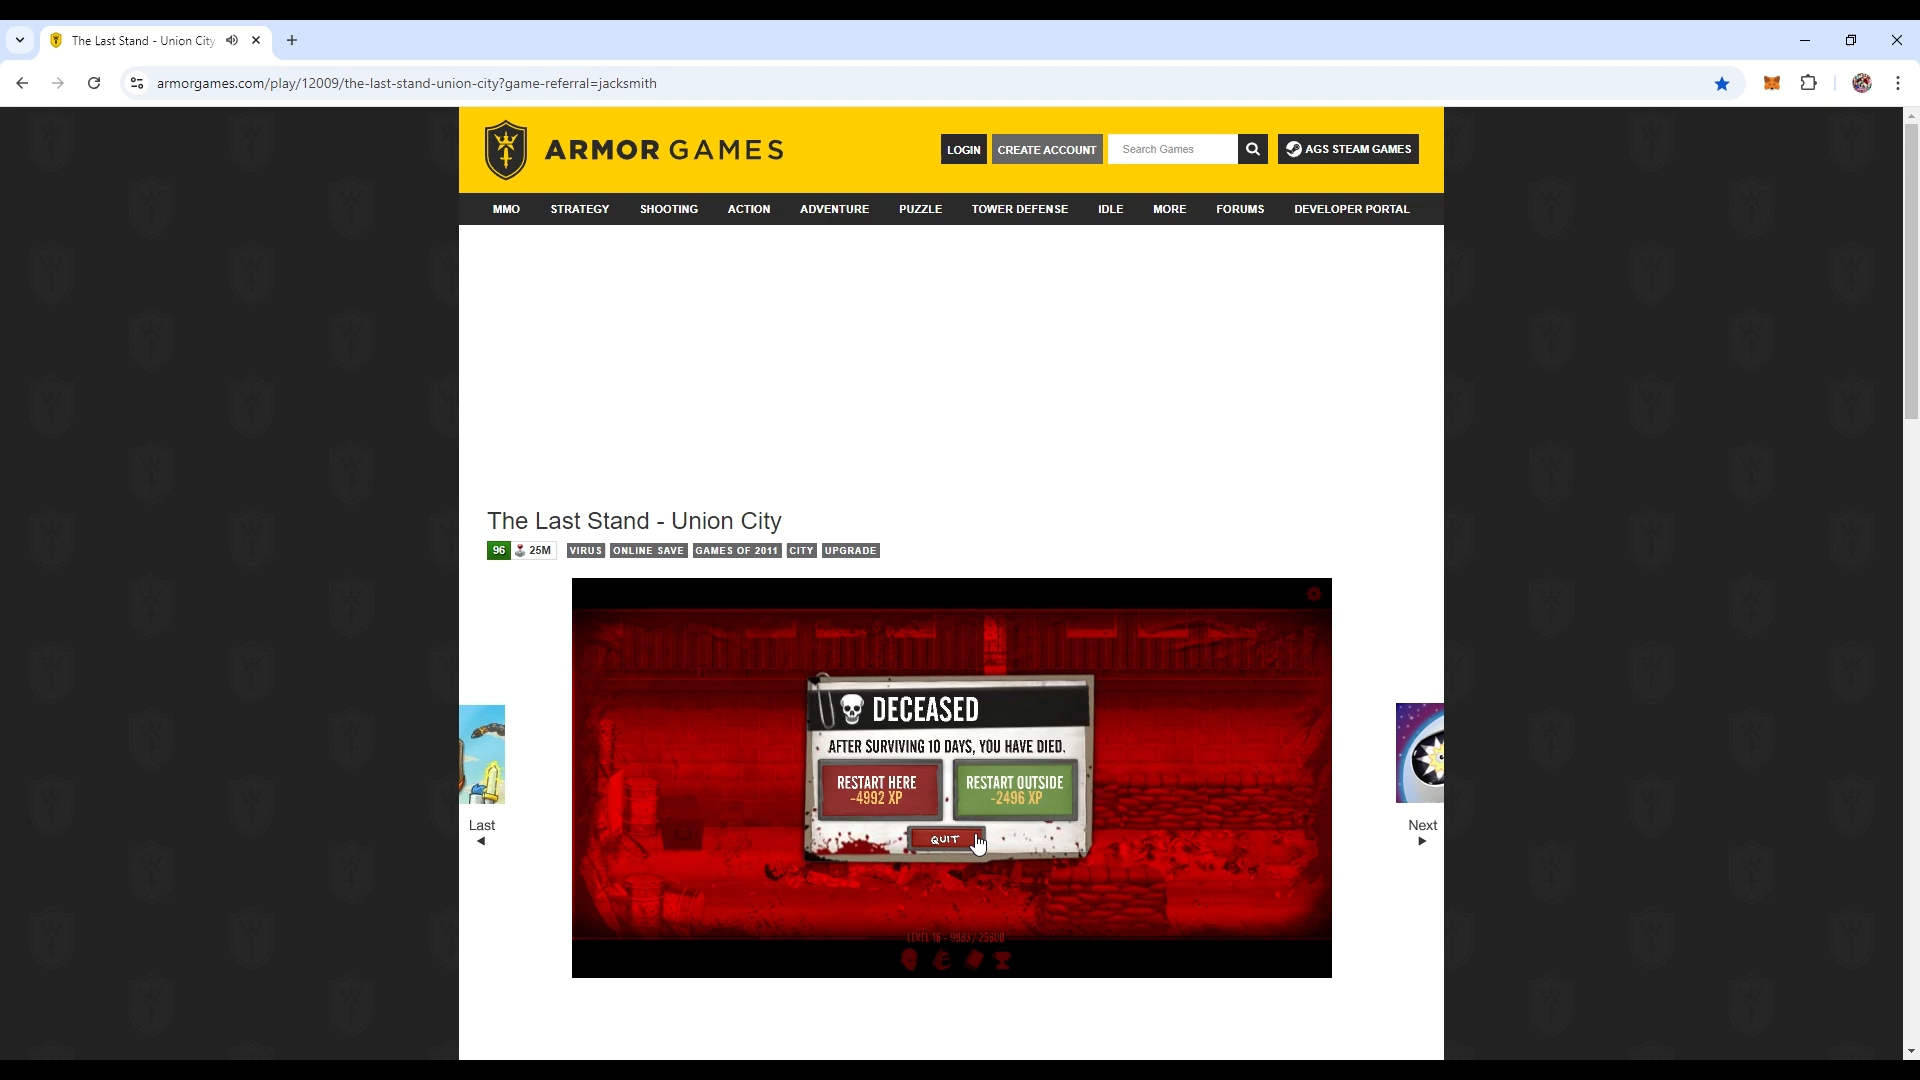 The Last Stand - Union City
armorgames.com/play/12009/the-last-stand-union-city?game-referral=jacksmith
ARMOR GAMES
LOGIN
CREATE ACCOUNT
Search Games
AGS STEAM GAMES
MMO
STRATEGY
SHOOTING
ACTION
ADVENTURE
PUZZLE
TOWER DEFENSE
IDLE
MORE
FORUMS
DEVELOPER PORTAL
The Last Stand - Union City
96 25M VIRUS ONLINE SAVE GAMES OF 2011 CITY UPGRADE
DECEASED
AFTER SURVIVING 10 DAYS, YOU HAVE DIED.
RESTART HERE
-4992 XP
RESTART OUTSIDE
-2496 XP
QUIT
Last
Next